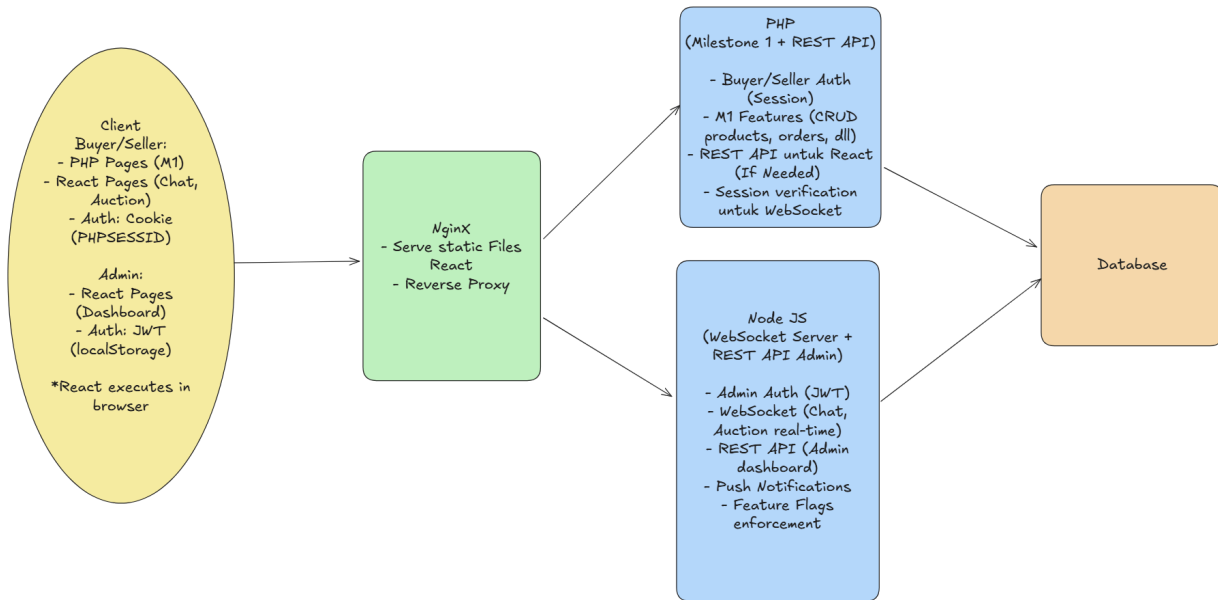 Client
Buyer/Seller:
- PHP Pages (M1)
- React Pages (Chat,
Auction)
- Auth: Cookie
(PHPSESSID)
Admin:
- React Pages
(Dashboard)
- Auth: JWT
(localStorage)
*React executes in
browser
NginX
- Serve static Files
React
- Reverse Proxy
PHP
(Milestone 1 + REST API)
- Buyer/Seller Auth
(Session)
- M1 Features (CRUD
products, orders, dll)
- REST API untuk React
(If Needed)
- Session verification
untuk WebSocket
Node JS
(WebSocket Server +
REST API Admin)
- Admin Auth (JWT)
- WebSocket (Chat,
Auction real-time)
- REST API (Admin
dashboard)
- Push Notifications
- Feature Flags
enforcement
Database